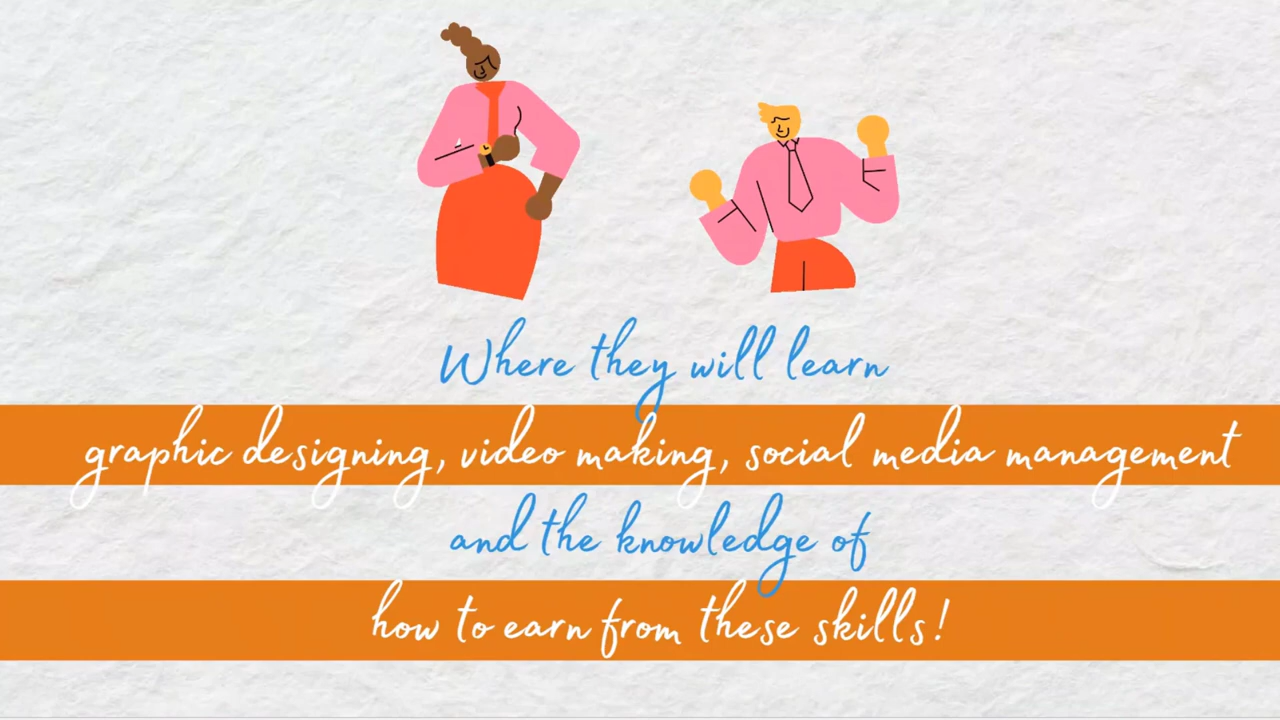 Where they will learn
graphic designing, video making, social media management
and the knowledge of
how to earn from these skills!